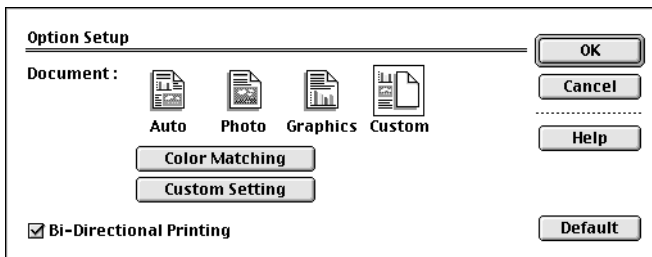 Option Setup
OK
Document :
Cancel
Auto Photo Graphics Custom
Help
Color Matching
Custom Setting
Bi-Directional Printing
Default